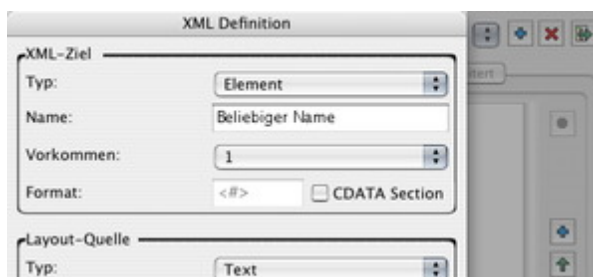 XML Definition
XML-Ziel
Typ:
Element
Name:
Beliebiger Name
Vorkommen:
1
Format:
<#>
CDATA Section
Layout-Quelle
Typ:
Text